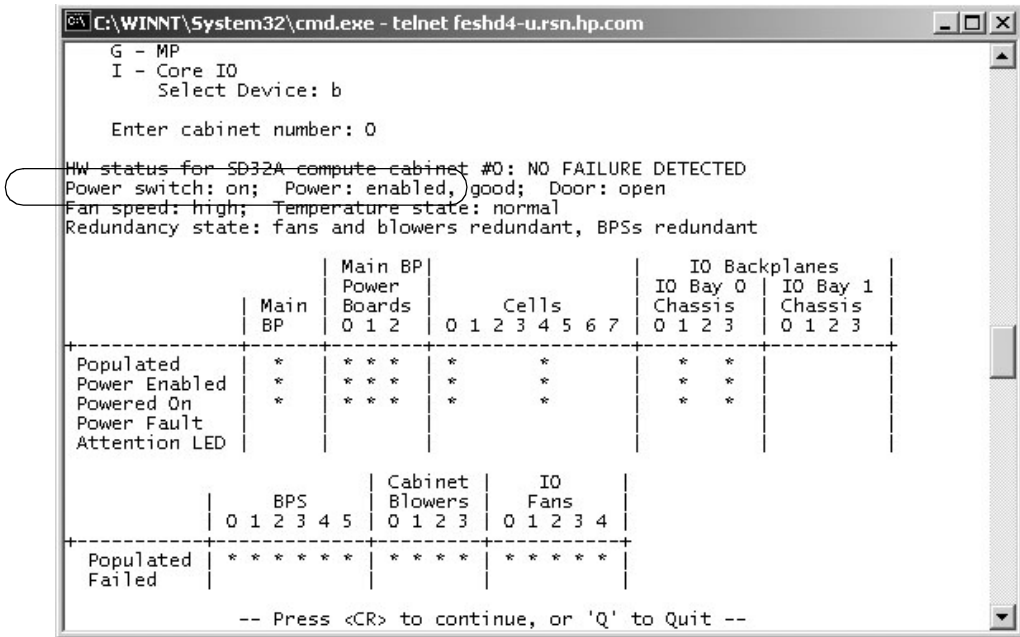 C:\WINNT\System32\cmd.exe - telnet feshd4-u.rsn.hp.com
G - MP
I - Core IO
Select Device: b
Enter cabinet number: 0
HW status for SD32A compute cabinet #0: NO FAILURE DETECTED
Power switch: on;  Power: enabled, good;  Door: open
Fan speed: high;  Temperature state: normal
Redundancy state: fans and blowers redundant, BPSs redundant
                      | Main BP|                 |    IO Backplanes    |
                      | Power  |                 | IO Bay 0 | IO Bay 1 |
               | Main | Boards |      Cells      | Chassis  | Chassis  |
               | BP   | 0 1 2  | 0 1 2 3 4 5 6 7 | 0 1 2 3  | 0 1 2 3  |
+--------------+------+--------+-----------------+----------+----------+
 Populated     |  *   | * * *  | *       *       |   *   *  |          |
 Power Enabled |  *   | * * *  | *       *       |   *   *  |          |
 Powered On    |  *   | * * *  | *       *       |   *   *  |          |
 Power Fault   |      |        |                 |          |          |
 Attention LED |      |        |                 |          |          |
                          | Cabinet |    IO     |
            |     BPS     | Blowers |   Fans    |
            | 0 1 2 3 4 5 | 0 1 2 3 | 0 1 2 3 4 |
+-----------+-------------+---------+-----------+
  Populated | * * * * * * | * * * * | * * * * * |
  Failed    |             |         |           |
-- Press <CR> to continue, or 'Q' to Quit --